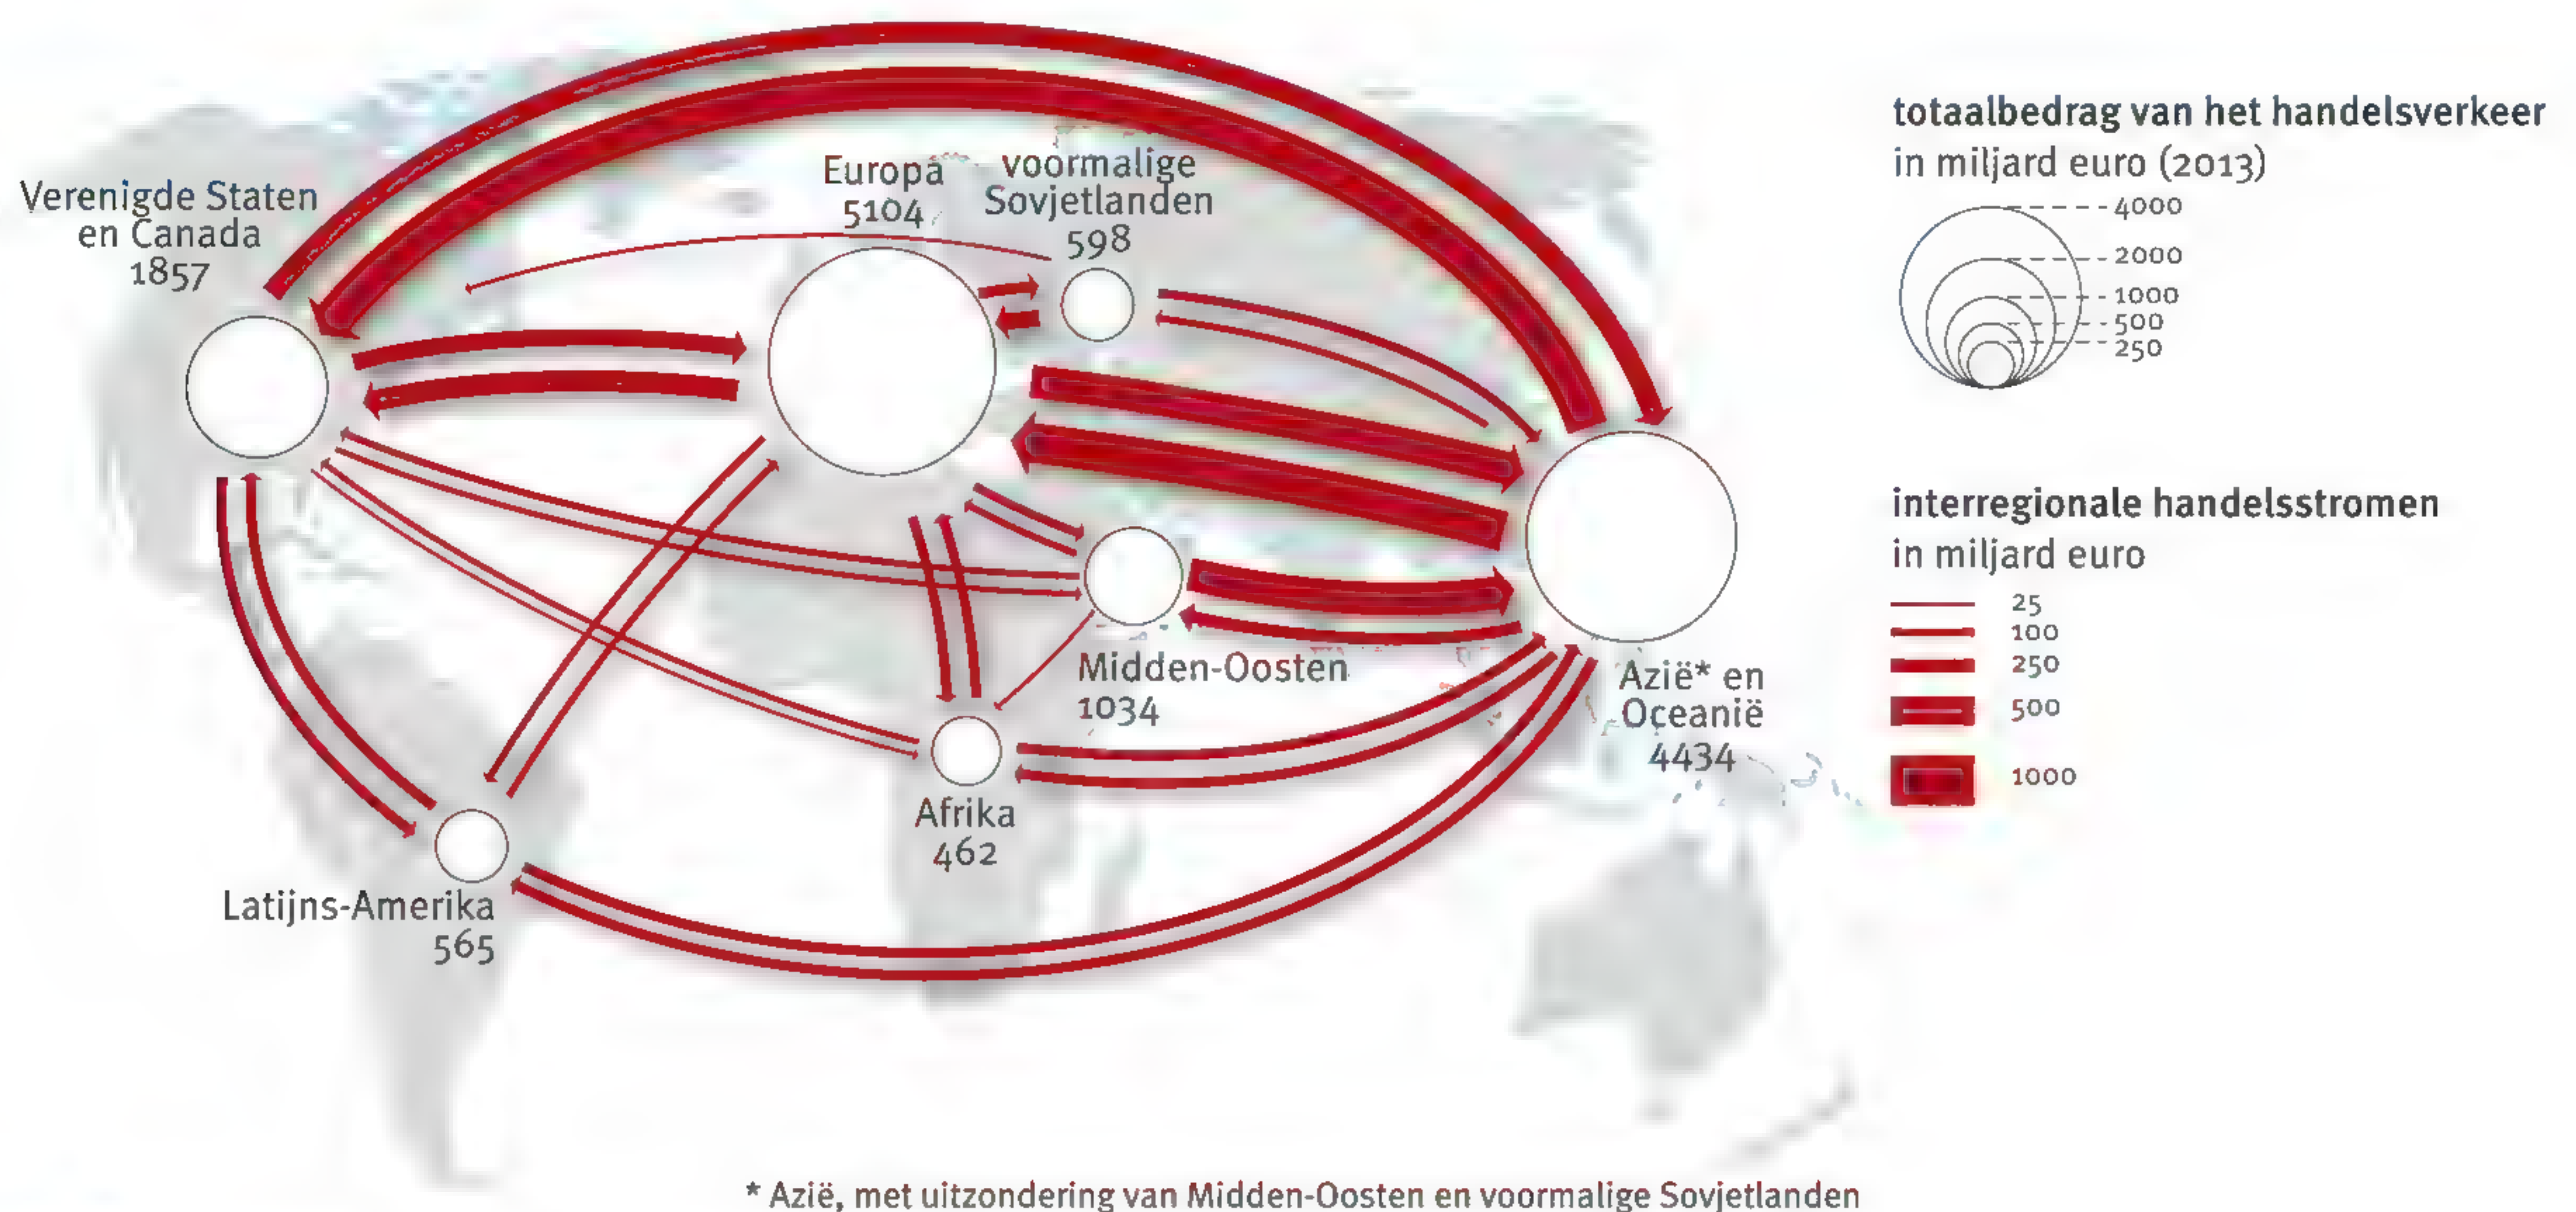 Verenigde Staten
en Canada
1857
Europa
5104
voormalige
Sovjetlanden
598
Midden-Oosten
1034
Azië* en
Oceanië
4434
Afrika
462
Latijns-Amerika
565
totaalbedrag van het handelsverkeer
in miljard euro (2013)
4000
2000
1000
500
250
interregionale handelsstromen
in miljard euro
25
100
250
500
1000
* Azië, met uitzondering van Midden-Oosten en voormalige Sovjetlanden